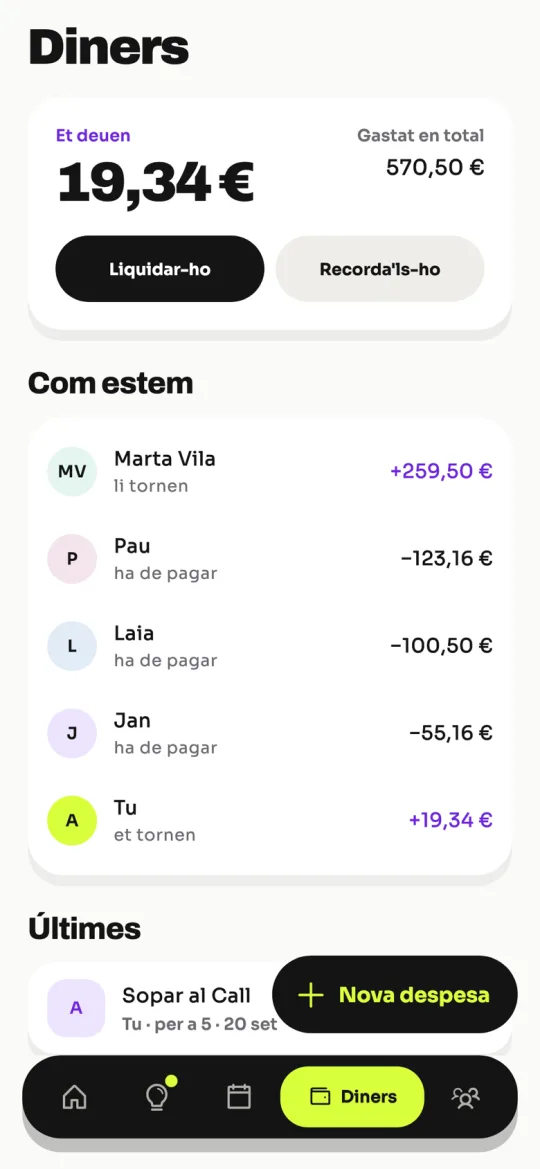 Diners
Et deuen
Gastat en total
19,34 €
570,50 €
Liquidar-ho
Recorda'ls-ho
Com estem
MV
Marta Vila
li tornen
+259,50 €
P
Pau
ha de pagar
−123,16 €
L
Laia
ha de pagar
−100,50 €
J
Jan
ha de pagar
−55,16 €
A
Tu
et tornen
+19,34 €
Últimes
A
Sopar al Call
Tu · per a 5 · 20 set
Nova despesa
Diners